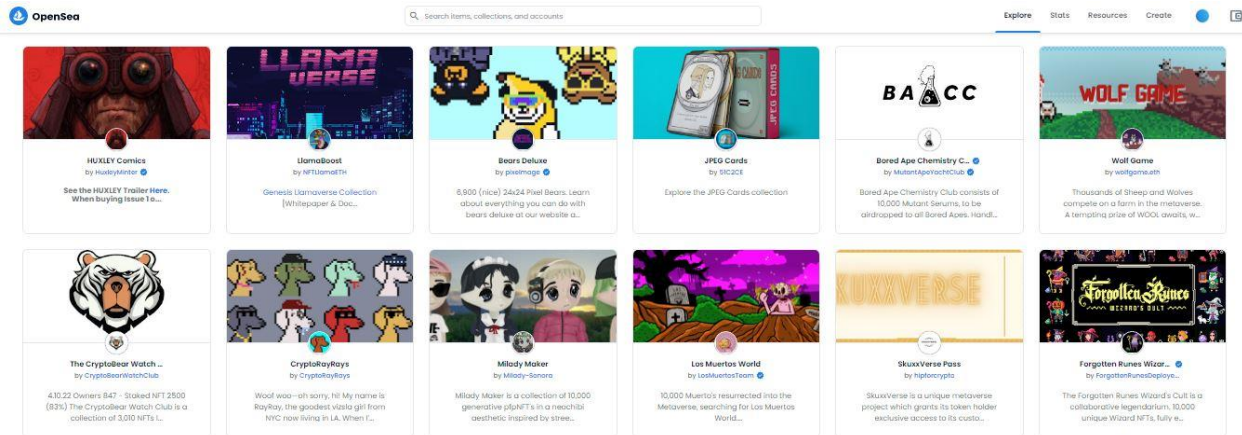 OpenSea
Search items, collections, and accounts
Explore
Stats
Resources
Create
LLAMA
VERSE
JPEG CARDS
BA CC
WOLF GAME
HUXLEY Comics
by HuxleyMinter
See the HUXLEY Trailer Here.
When buying Issue 1 o...
LlamaBoost
by NFTLlamaETH
Genesis Llamaverse Collection
|Whitepaper & Doc...
Bears Deluxe
by pixelmage
6,900 (nice) 24x24 Pixel Bears. Learn
about everything you can do with
bears deluxe at our website a...
JPEG Cards
by S1C2CE
Explore the JPEG Cards collection
Bored Ape Chemistry C...
by MutantApeYachtClub
Bored Ape Chemistry Club consists of
10,000 Mutant Serums, to be
airdropped to all Bored Apes. Handl...
Wolf Game
by wolfgame.eth
Thousands of Sheep and Wolves
compete on a farm in the metaverse.
A tempting prize of WOOL awaits, w...
KUXXVERSE
Forgotten Runes
WIZARD'S CULT
The CryptoBear Watch ...
by CryptoBearWatchClub
4.10.22 Owners 847 - Staked NFT 2500
(83%) The CryptoBear Watch Club is a
collection of 3,010 NFTs l...
CryptoRayRays
by CryptoRayRays
Woof woo—oh sorry, hi! My name is
RayRay, the goodest vizsla girl from
NYC now living in LA. When I'...
Milady Maker
by Milady-Sonora
Milady Maker is a collection of 10,000
generative pfpNFT's in a neochibi
aesthetic inspired by stree...
Los Muertos World
by LosMuertosTeam
10,000 Muerto's resurrected into the
Metaverse, searching for Los Muertos
World....
SkuxxVerse Pass
by hipforcrypto
SkuxxVerse is a unique metaverse
project which grants its token holder
exclusive access to its custo...
Forgotten Runes Wizar...
by ForgottenRunesDeploye...
The Forgotten Runes Wizard's Cult is a
collaborative legendarium. 10,000
unique Wizard NFTs, fully e...